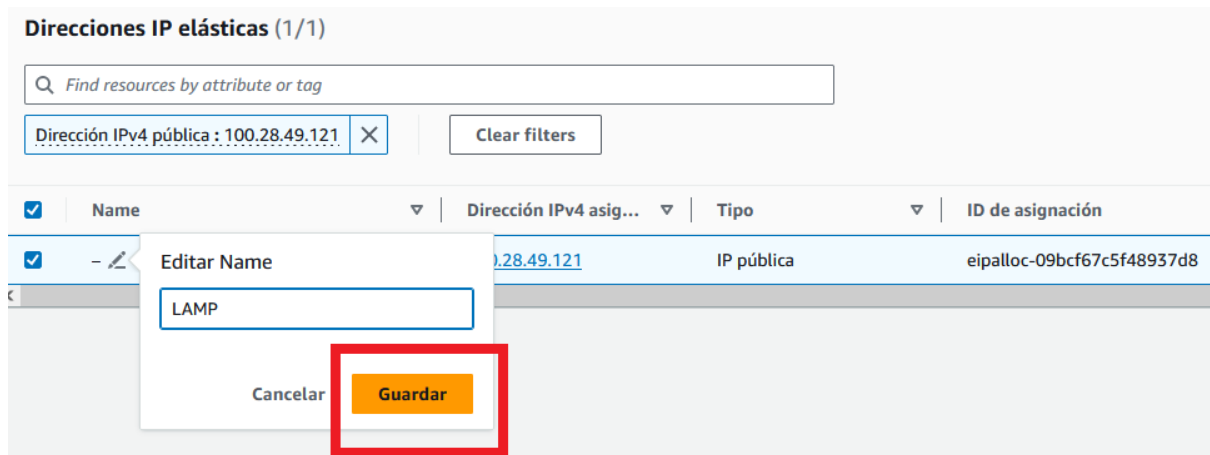 Direcciones IP elásticas (1/1)
Find resources by attribute or tag
Dirección IPv4 pública : 100.28.49.121
Clear filters
Name Dirección IPv4 asig... Tipo ID de asignación
– .28.49.121 IP pública eipalloc-09bcf67c5f48937d8
Editar Name
LAMP
Cancelar Guardar